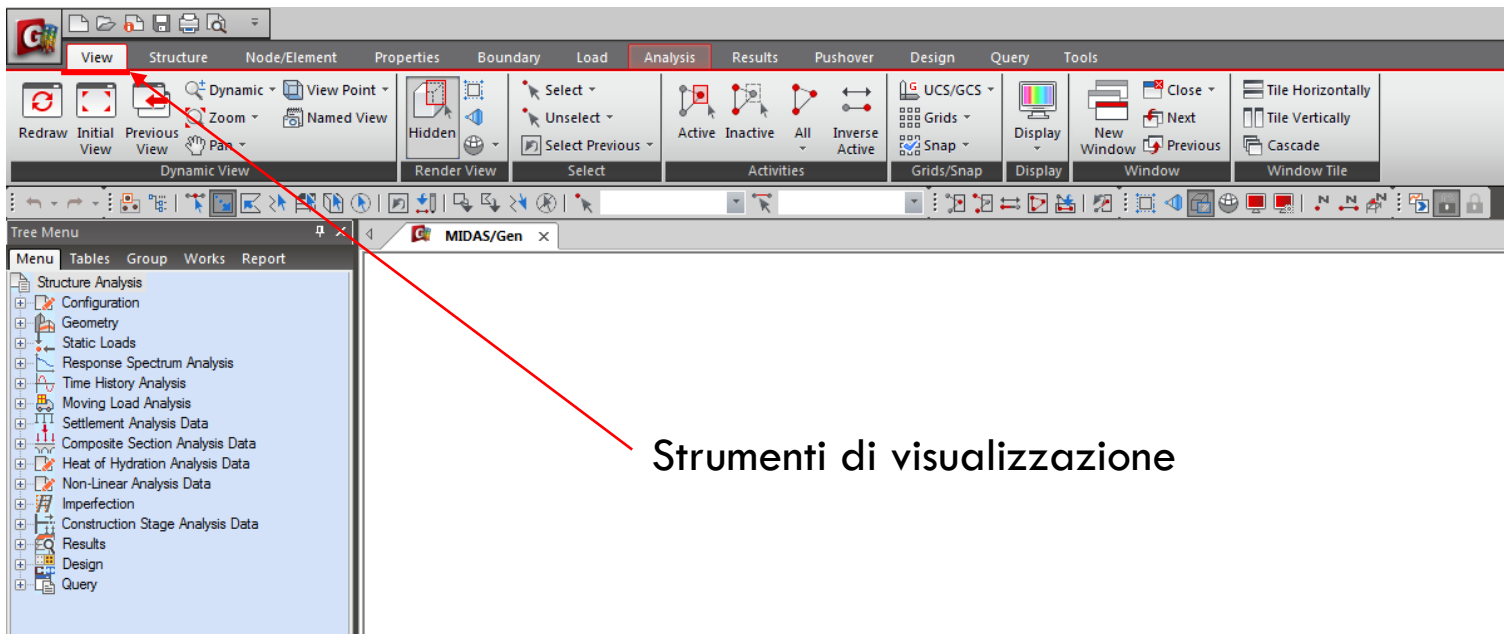 View Structure Node/Element Properties Boundary Load Analysis Results Pushover Design Query Tools
Redraw
Initial View
Previous View
Dynamic
Zoom
Pan
View Point
Named View
Dynamic View
Hidden
Render View
Select
Unselect
Select Previous
Select
Active
Inactive
All
Inverse Active
Activities
UCS/GCS
Grids
Snap
Grids/Snap
Display
Display
New Window
Close
Next
Previous
Window
Tile Horizontally
Tile Vertically
Cascade
Window Tile
Tree Menu
MIDAS/Gen
Menu Tables Group Works Report
Structure Analysis
Configuration
Geometry
Static Loads
Response Spectrum Analysis
Time History Analysis
Moving Load Analysis
Settlement Analysis Data
Composite Section Analysis Data
Heat of Hydration Analysis Data
Non-Linear Analysis Data
Imperfection
Construction Stage Analysis Data
Results
Design
Query
Strumenti di visualizzazione